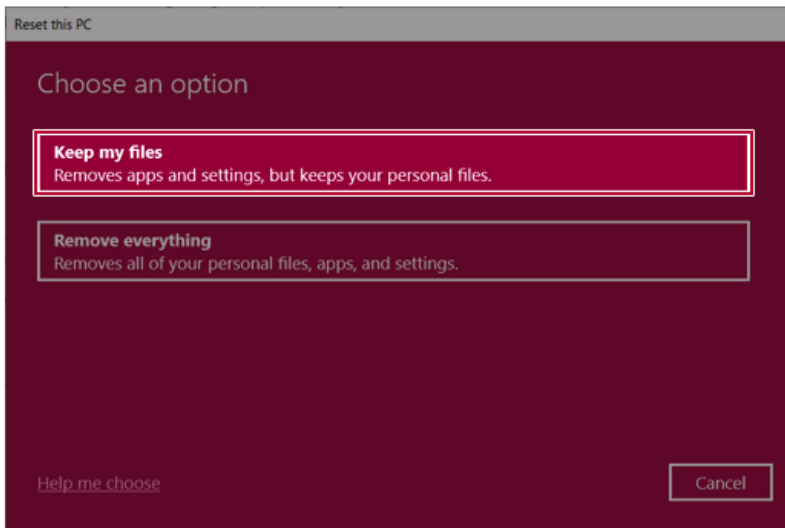 Reset this PC
Choose an option
Keep my files
Removes apps and settings, but keeps your personal files.
Remove everything
Removes all of your personal files, apps, and settings.
Help me choose
Cancel